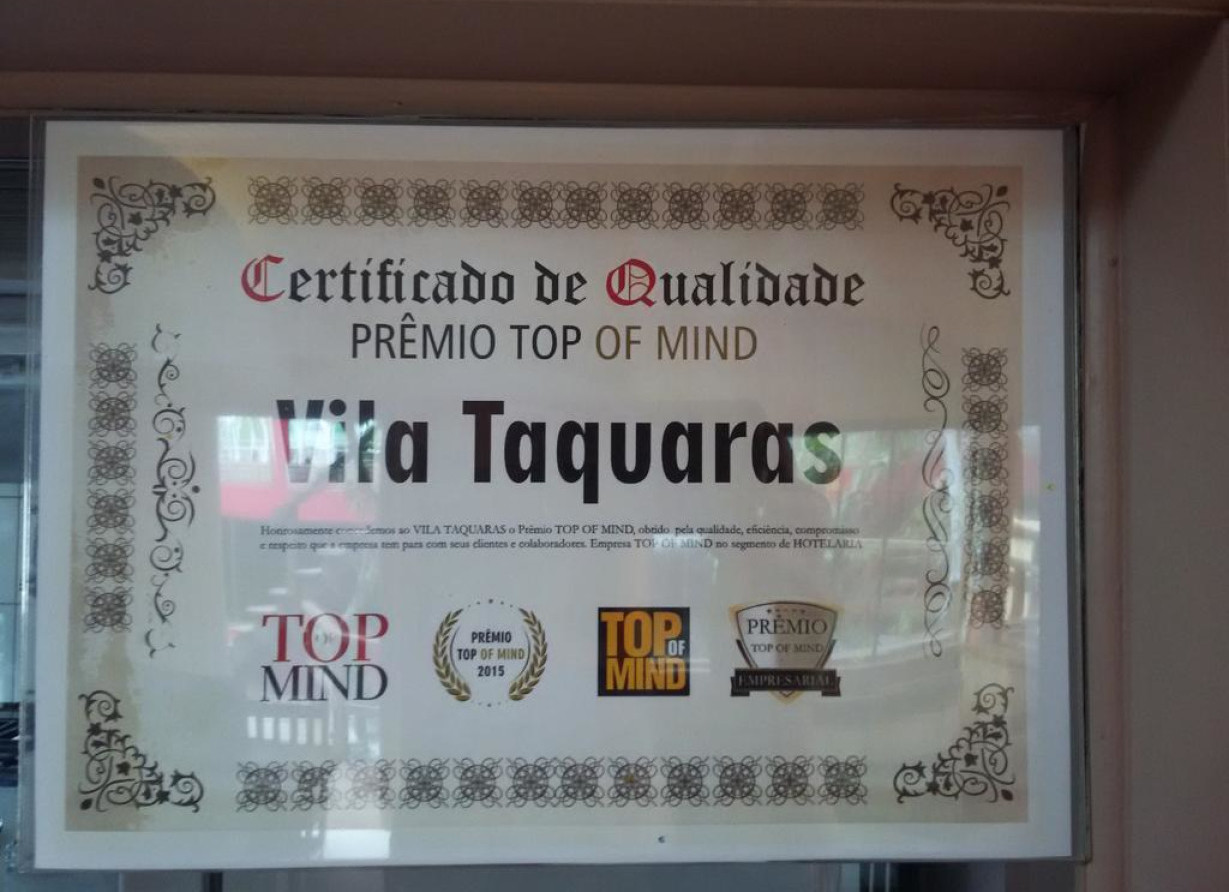 Certificado de Qualidade
PRÊMIO TOP OF MIND
Vila Taquaras
Honrosamente concedemos ao VILA TAQUARAS o Prêmio TOP OF MIND, obtido pela qualidade, eficiência, compromisso
e respeito que a empresa tem para com seus clientes e colaboradores. Empresa TOP OF MIND no segmento de HOTELARIA
TOP
OF
MIND
PRÊMIO
TOP OF MIND
2015
TOP
OF
MIND
PRÊMIO
TOP OF MIND
EMPRESARIAL